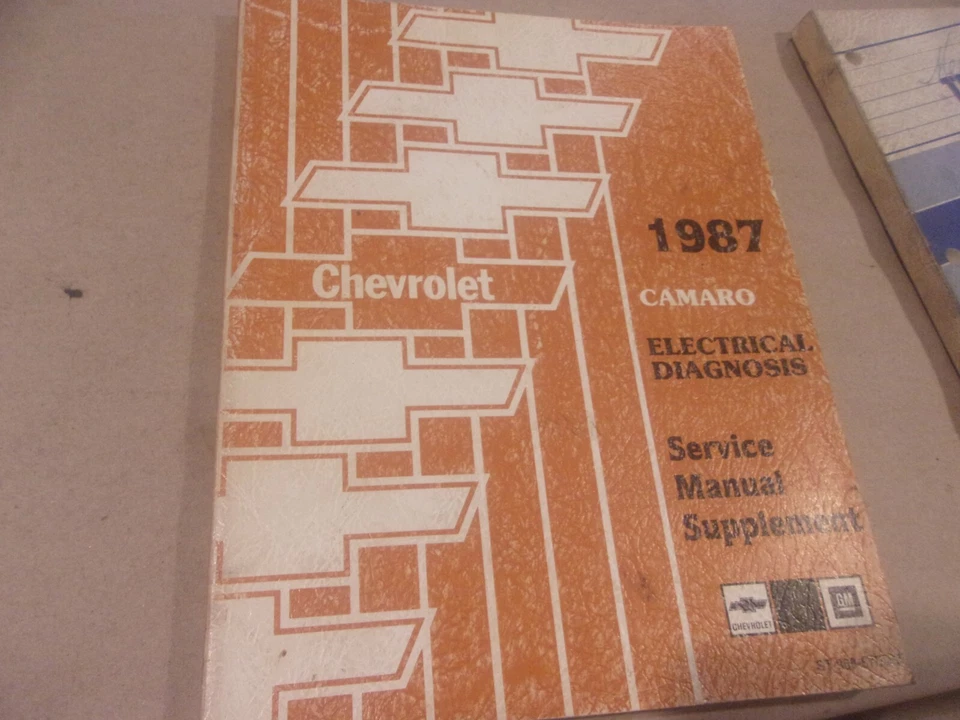 Chevrolet
1987
CAMARO
ELECTRICAL
DIAGNOSIS
Service
Manual
Supplement
CHEVROLET
GM